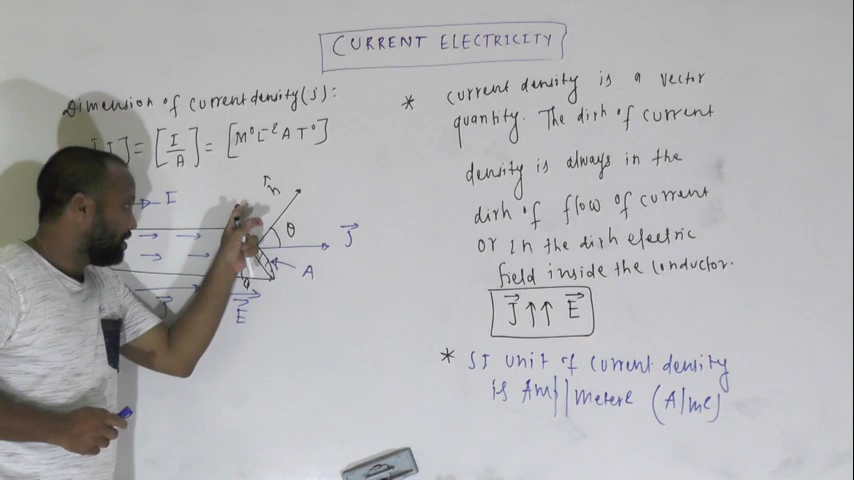 CURRENT ELECTRICITY
Dimension of current density (J):
J] = [I/A] = [M⁰L⁻²AT⁰]
I
n
θ
J
A
θ
E
* current density is a vector
quantity. The dirⁿ of current
density is always in the
dirⁿ of flow of current
or in the dirⁿ electric
field inside the conductor.
J ↑↑ E
* SI unit of current density
is Amp/metere (A/me)